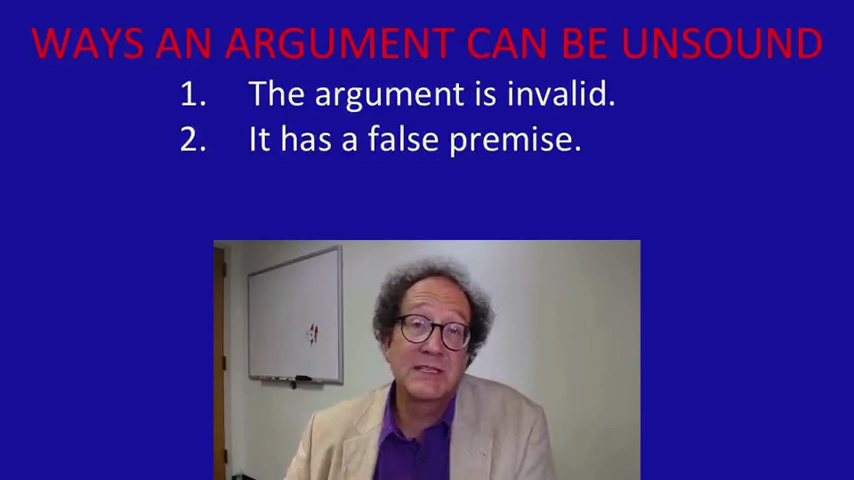 WAYS AN ARGUMENT CAN BE UNSOUND
1. The argument is invalid.
2. It has a false premise.